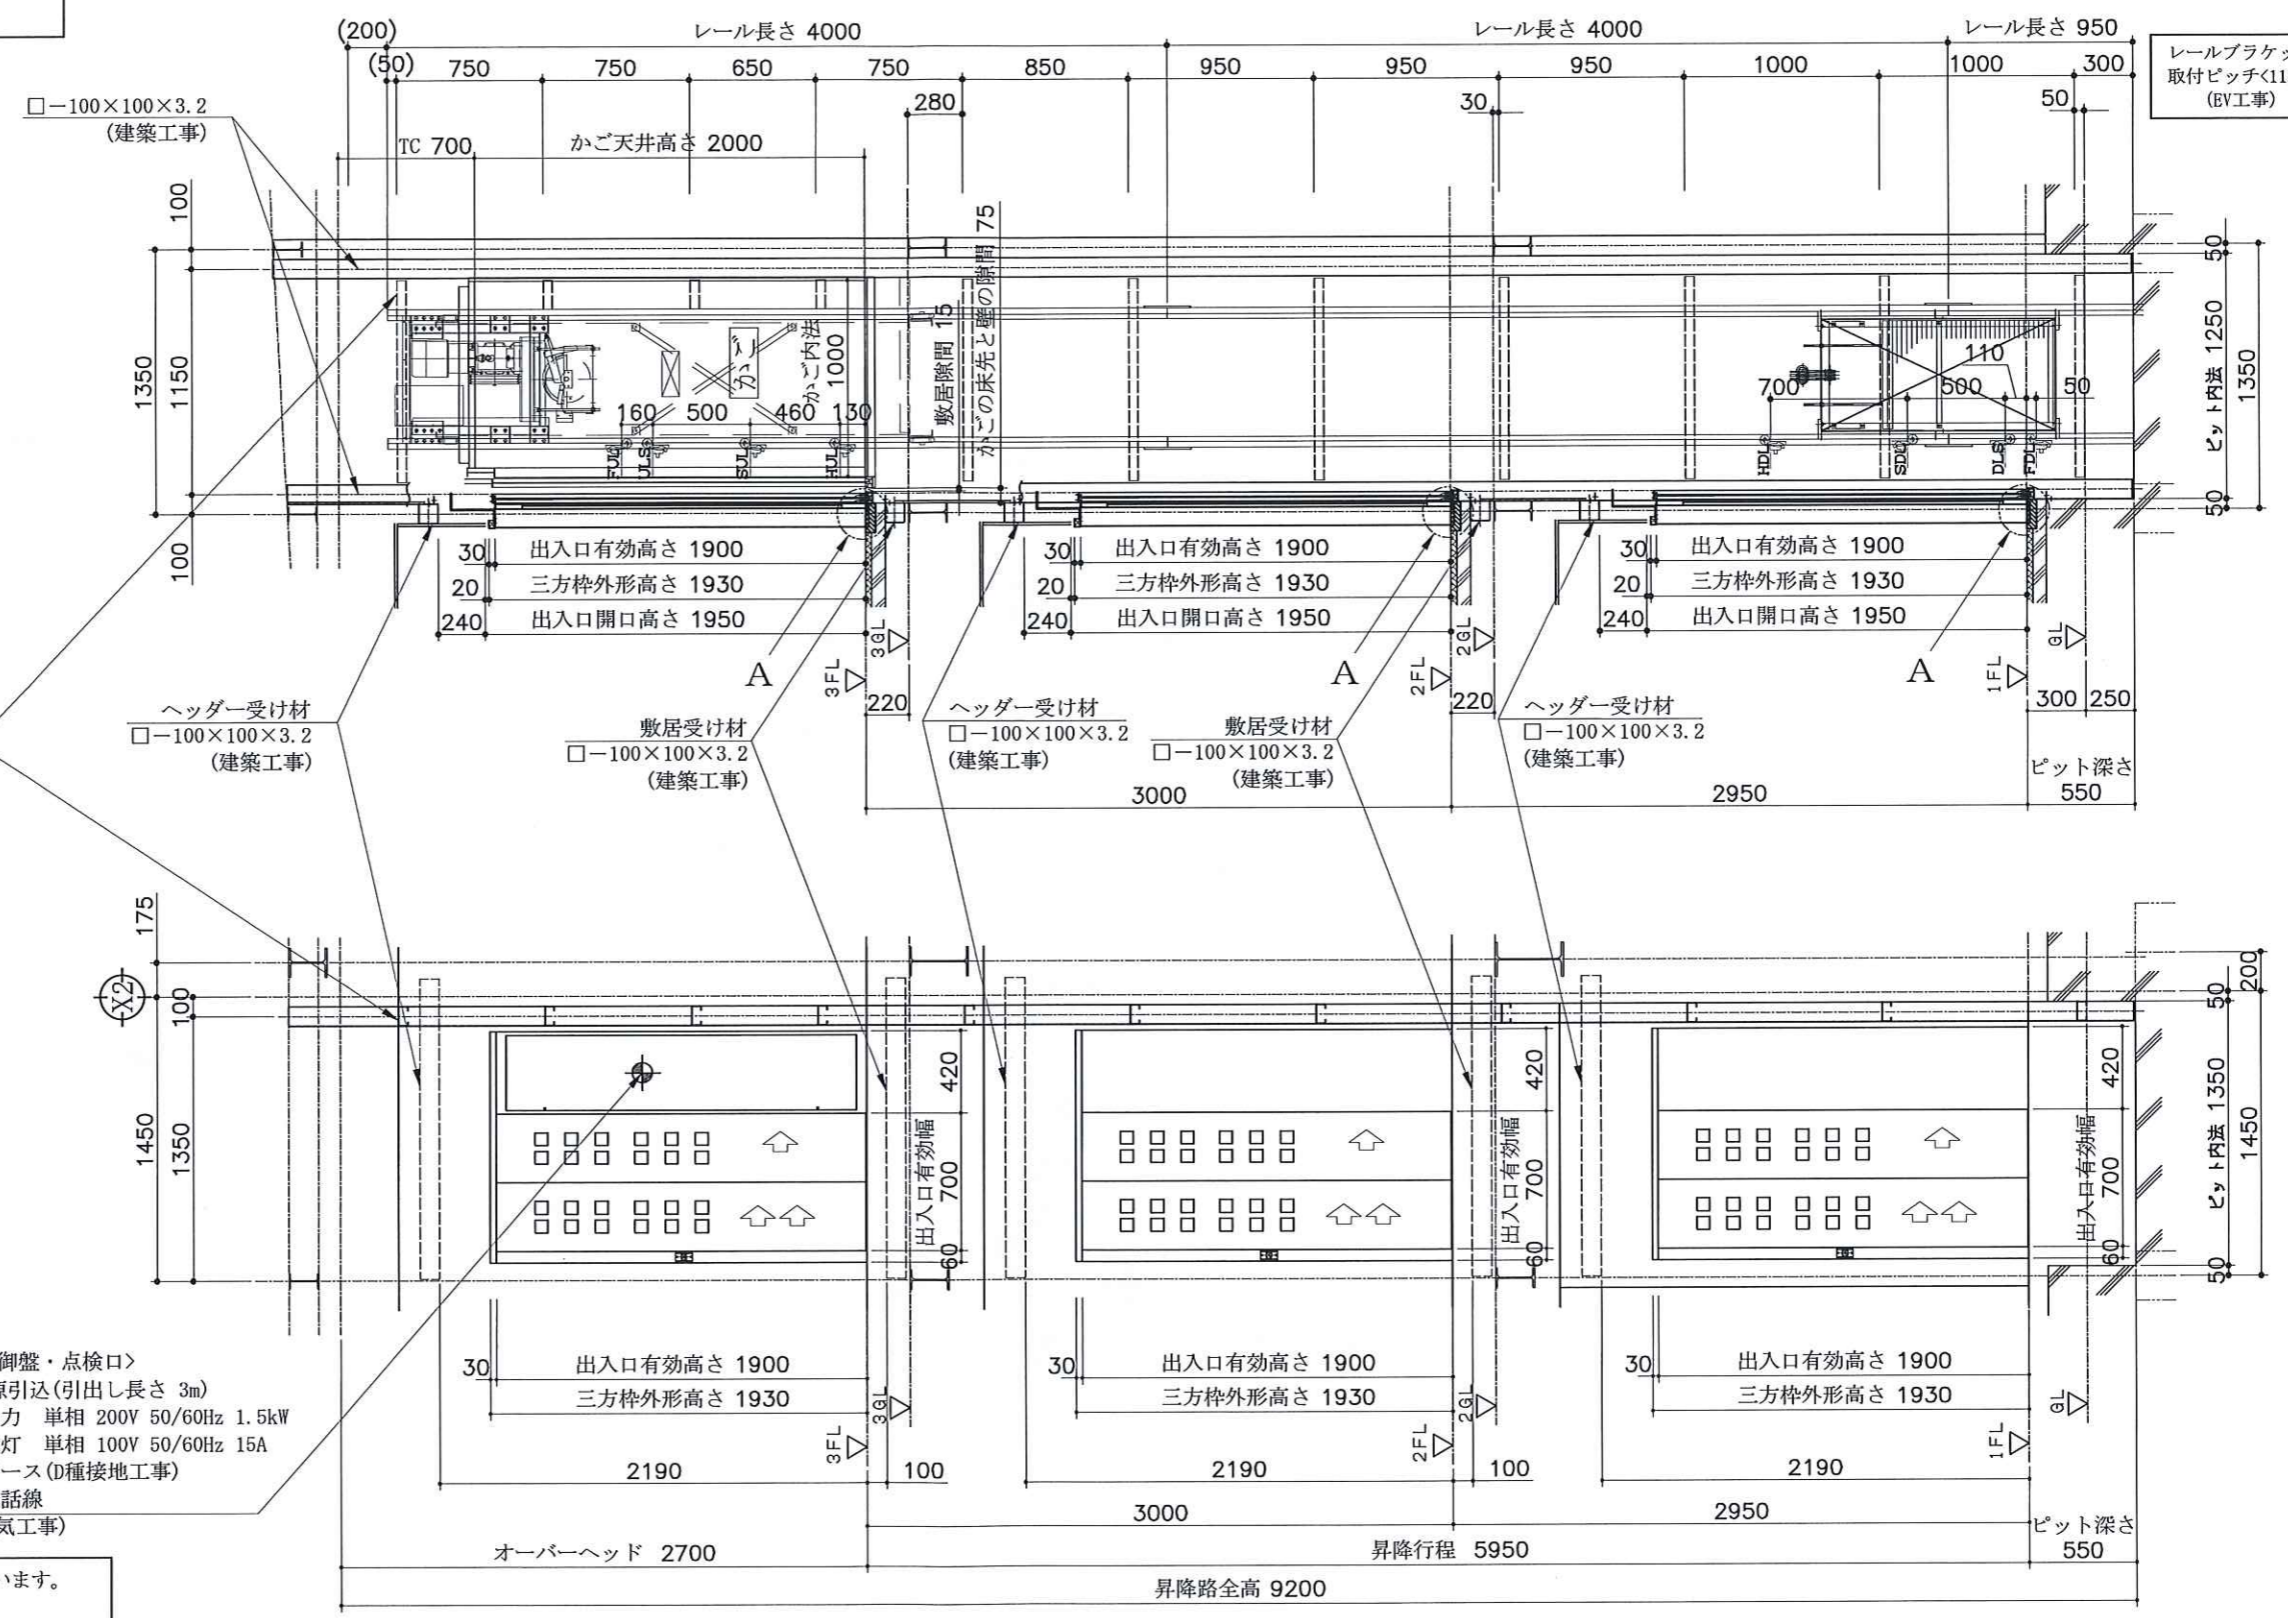 (200)
レール長さ 4000
レール長さ 4000
レール長さ 950
(50)
750
750
650
750
850
950
950
950
1000
1000
300
レールブラケッ
取付ピッチ<11
(EV工事)
□-100×100×3.2
(建築工事)
280
30
50
TC 700
かご天井高さ 2000
100
1350
1150
100
かご
かご内法
1000
敷居隙間 15
かごの床先と壁の隙間 75
160
500
460
130
FUL
ULS
SUL
HUL
700
110
500
50
HDL
SDL
DLS
FDL
50
ピット内法 1250
1350
50
30
出入口有効高さ 1900
20
三方枠外形高さ 1930
240
出入口開口高さ 1950
30
出入口有効高さ 1900
20
三方枠外形高さ 1930
240
出入口開口高さ 1950
30
出入口有効高さ 1900
20
三方枠外形高さ 1930
240
出入口開口高さ 1950
A
3FL
3GL
220
A
2FL
2GL
220
A
1FL
GL
300
250
ヘッダー受け材
□-100×100×3.2
(建築工事)
敷居受け材
□-100×100×3.2
(建築工事)
ヘッダー受け材
□-100×100×3.2
(建築工事)
敷居受け材
□-100×100×3.2
(建築工事)
ヘッダー受け材
□-100×100×3.2
(建築工事)
3000
2950
ピット深さ
550
175
X2
100
1450
1350
420
出入口有効幅
700
60
420
出入口有効幅
700
60
420
出入口有効幅
700
60
200
50
ピット内法 1350
1450
50
御盤・点検口>
原引込(引出し長さ 3m)
力 単相 200V 50/60Hz 1.5kW
灯 単相 100V 50/60Hz 15A
ース(D種接地工事)
話線
気工事)
30
出入口有効高さ 1900
三方枠外形高さ 1930
30
出入口有効高さ 1900
三方枠外形高さ 1930
30
出入口有効高さ 1900
三方枠外形高さ 1930
3FL
3GL
2FL
2GL
1FL
GL
2190
100
2190
100
2190
3000
2950
ピット深さ
550
オーバーヘッド 2700
昇降行程 5950
昇降路全高 9200
います。